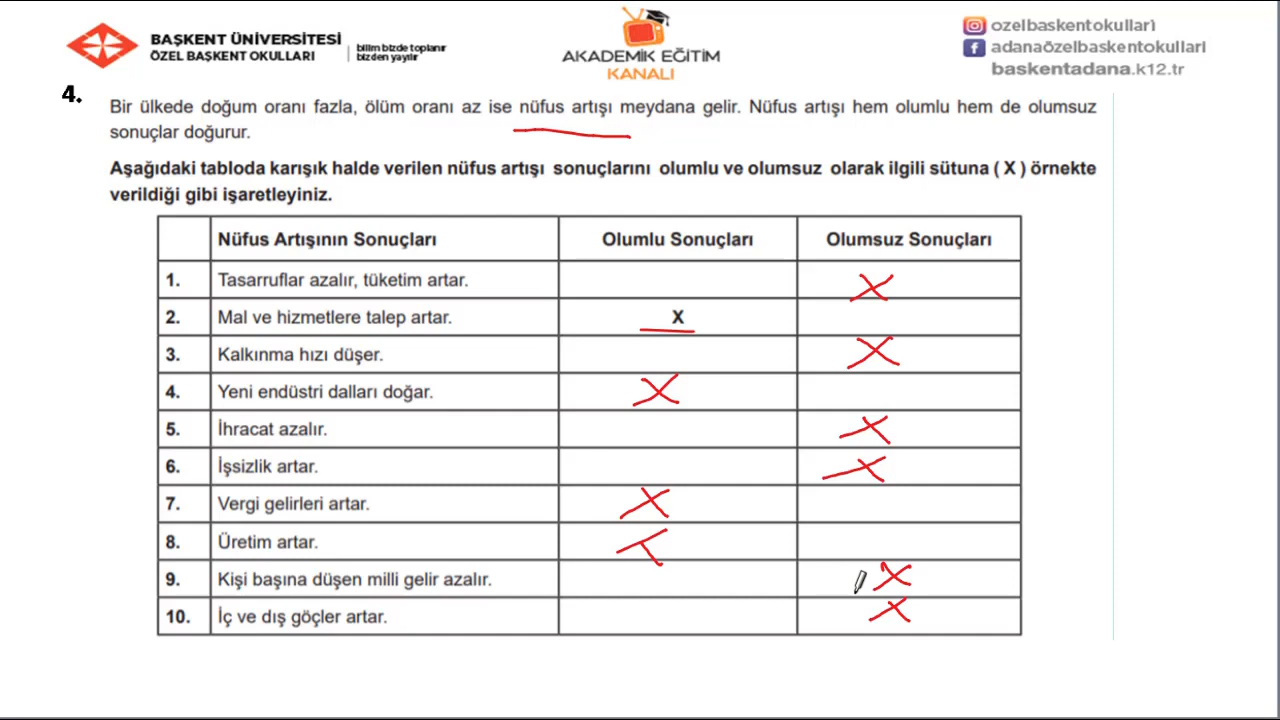 BAŞKENT ÜNİVERSİTESİ
ÖZEL BAŞKENT OKULLARI
bilim bizde toplanır
bizden yayılır
AKADEMİK EĞİTİM
KANALI
ozelbaskentokullari
adanaözelbaskentokullari
baskentadana.k12.tr
4.
Bir ülkede doğum oranı fazla, ölüm oranı az ise nüfus artışı meydana gelir. Nüfus artışı hem olumlu hem de olumsuz
sonuçlar doğurur.
Aşağıdaki tabloda karışık halde verilen nüfus artışı sonuçlarını olumlu ve olumsuz olarak ilgili sütuna ( X ) örnekte
verildiği gibi işaretleyiniz.
Nüfus Artışının Sonuçları Olumlu Sonuçları Olumsuz Sonuçları
1. Tasarruflar azalır, tüketim artar. X
2. Mal ve hizmetlere talep artar. X
3. Kalkınma hızı düşer. X
4. Yeni endüstri dalları doğar. X
5. İhracat azalır. X
6. İşsizlik artar. X
7. Vergi gelirleri artar. X
8. Üretim artar. X
9. Kişi başına düşen milli gelir azalır. X
10. İç ve dış göçler artar. X